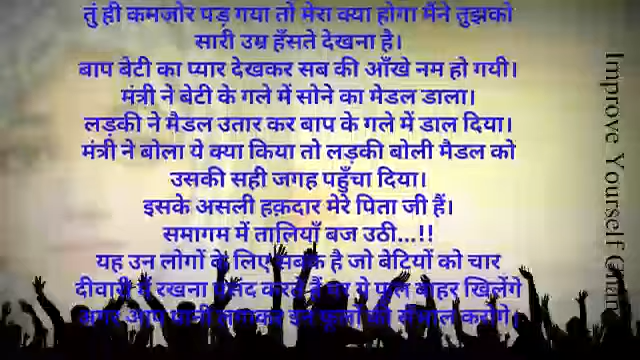 तुं ही कमज़ोर पड़ गया तो मेरा क्या होगा मैंने तुझको
सारी उम्र हँसते देखना है।
बाप बेटी का प्यार देखकर सब की आँखे नम हो गयी।
मंत्री ने बेटी के गले में सोने का मेडल डाला।
लड़की ने मैडल उतार कर बाप के गले में डाल दिया।
मंत्री ने बोला ये क्या किया तो लड़की बोली मैडल को
उसकी सही जगह पहुँचा दिया।
इसके असली हक़दार मेरे पिता जी हैं।
समागम में तालियाँ बज उठी...!!
यह उन लोगों के लिए सबक है जो बेटियों को चार
दीवारी में रखना पसंद करते हैं पर ये फूल बाहर खिलेंगे
अगर आप पानी लगाकर इन फूलों की संभाल करोगे।
Improve Yourself